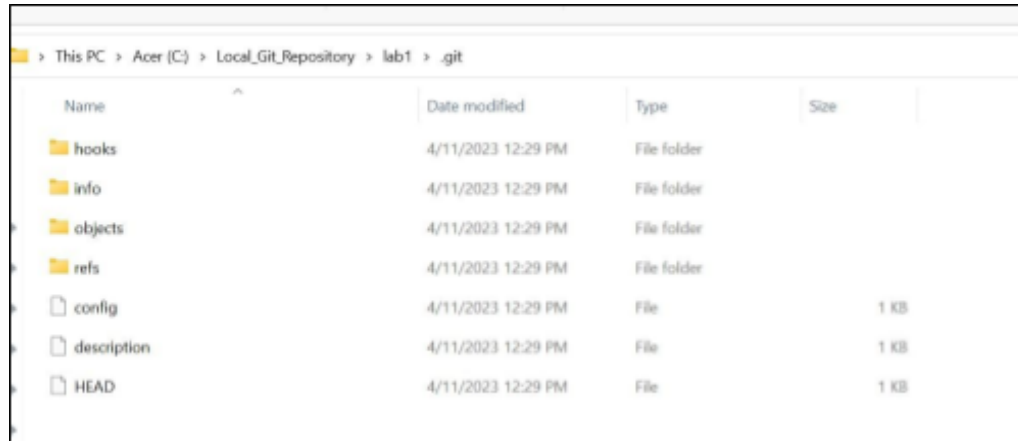 > This PC > Acer (C:) > Local_Git_Repository > lab1 > .git
Name Date modified Type Size
hooks 4/11/2023 12:29 PM File folder
info 4/11/2023 12:29 PM File folder
objects 4/11/2023 12:29 PM File folder
refs 4/11/2023 12:29 PM File folder
config 4/11/2023 12:29 PM File 1 KB
description 4/11/2023 12:29 PM File 1 KB
HEAD 4/11/2023 12:29 PM File 1 KB